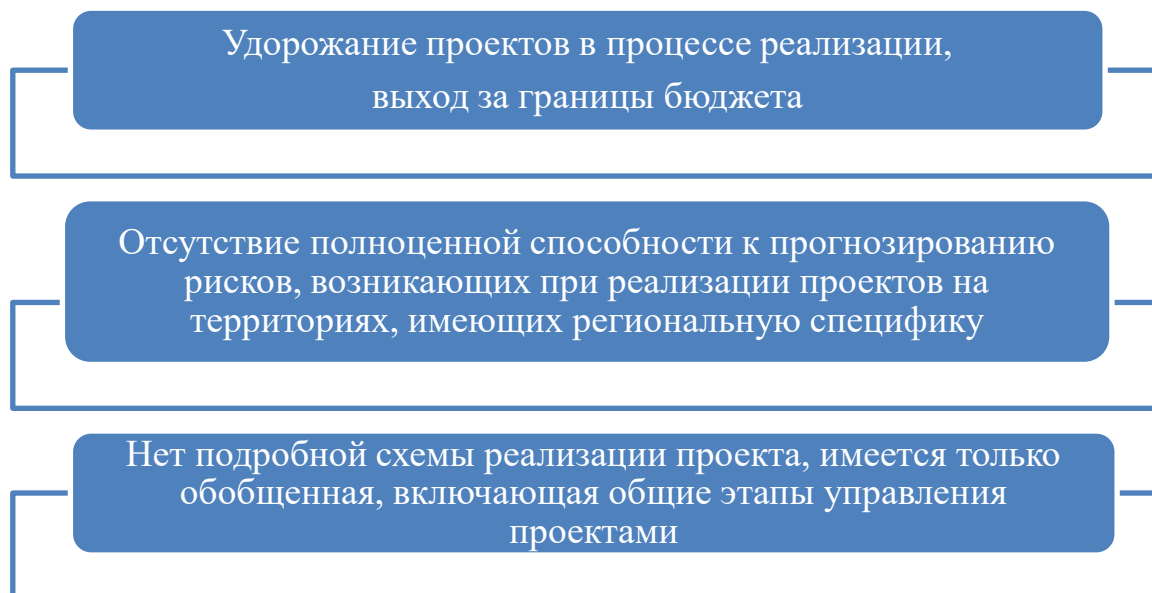 Удорожание проектов в процессе реализации,
выход за границы бюджета
Отсутствие полноценной способности к прогнозированию
рисков, возникающих при реализации проектов на
территориях, имеющих региональную специфику
Нет подробной схемы реализации проекта, имеется только
обобщенная, включающая общие этапы управления
проектами